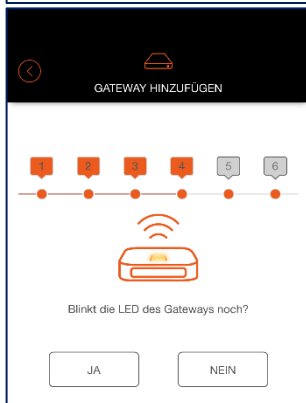 GATEWAY HINZUFÜGEN
1 2 3 4 5 6
Blinkt die LED des Gateways noch?
JA NEIN